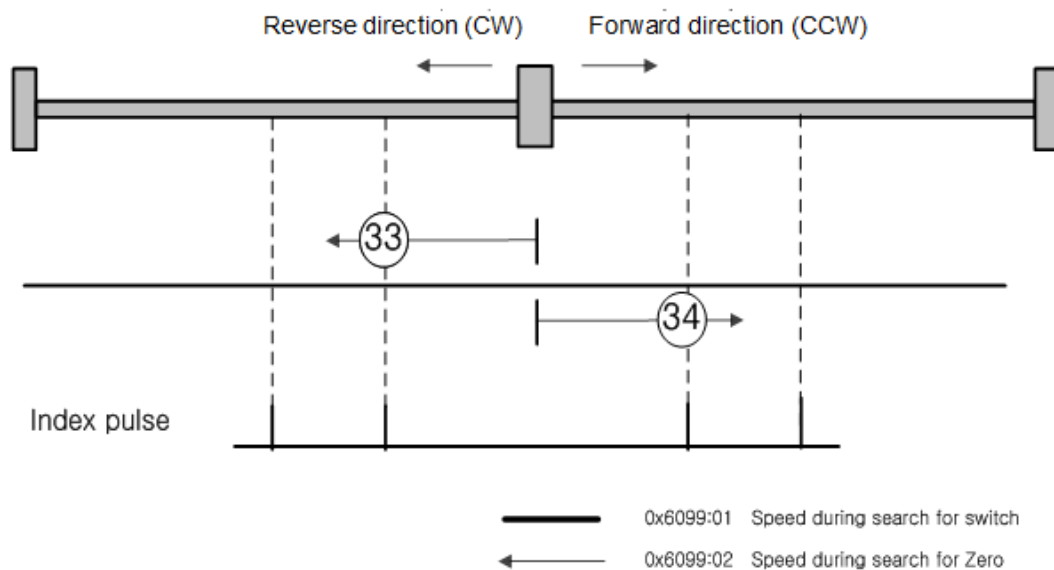 Reverse direction (CW) Forward direction (CCW)
33
34
Index pulse
0x6099:01 Speed during search for switch
0x6099:02 Speed during search for Zero